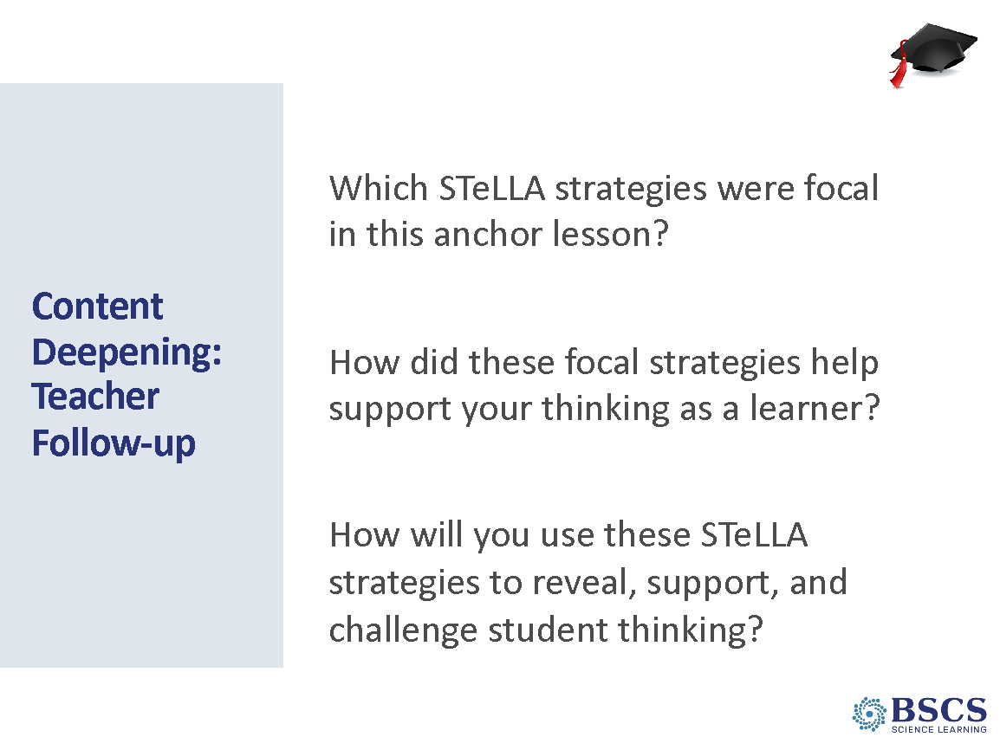 Content
Deepening:
Teacher
Follow-up
Which STeLLA strategies were focal
in this anchor lesson?
How did these focal strategies help
support your thinking as a learner?
How will you use these STeLLA
strategies to reveal, support, and
challenge student thinking?
BSCS
SCIENCE LEARNING